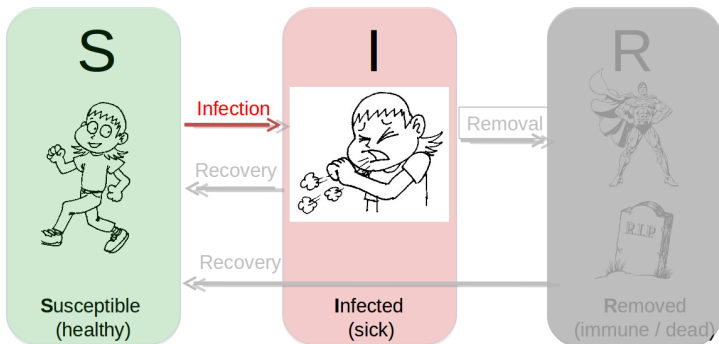 S
I
R
Infection
Removal
Recovery
Recovery
R.I.P
Susceptible
(healthy)
Infected
(sick)
Removed
(immune / dead)